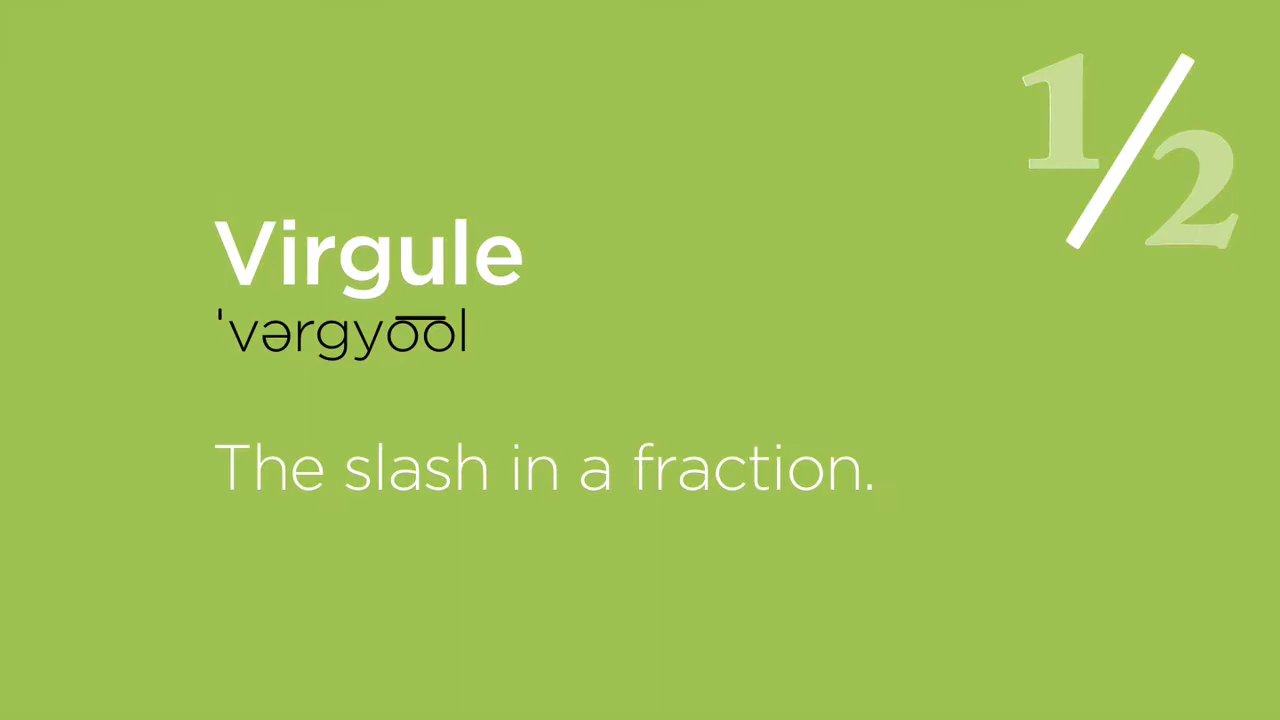 1/2
Virgule
ˈvərgyo͞ol
The slash in a fraction.